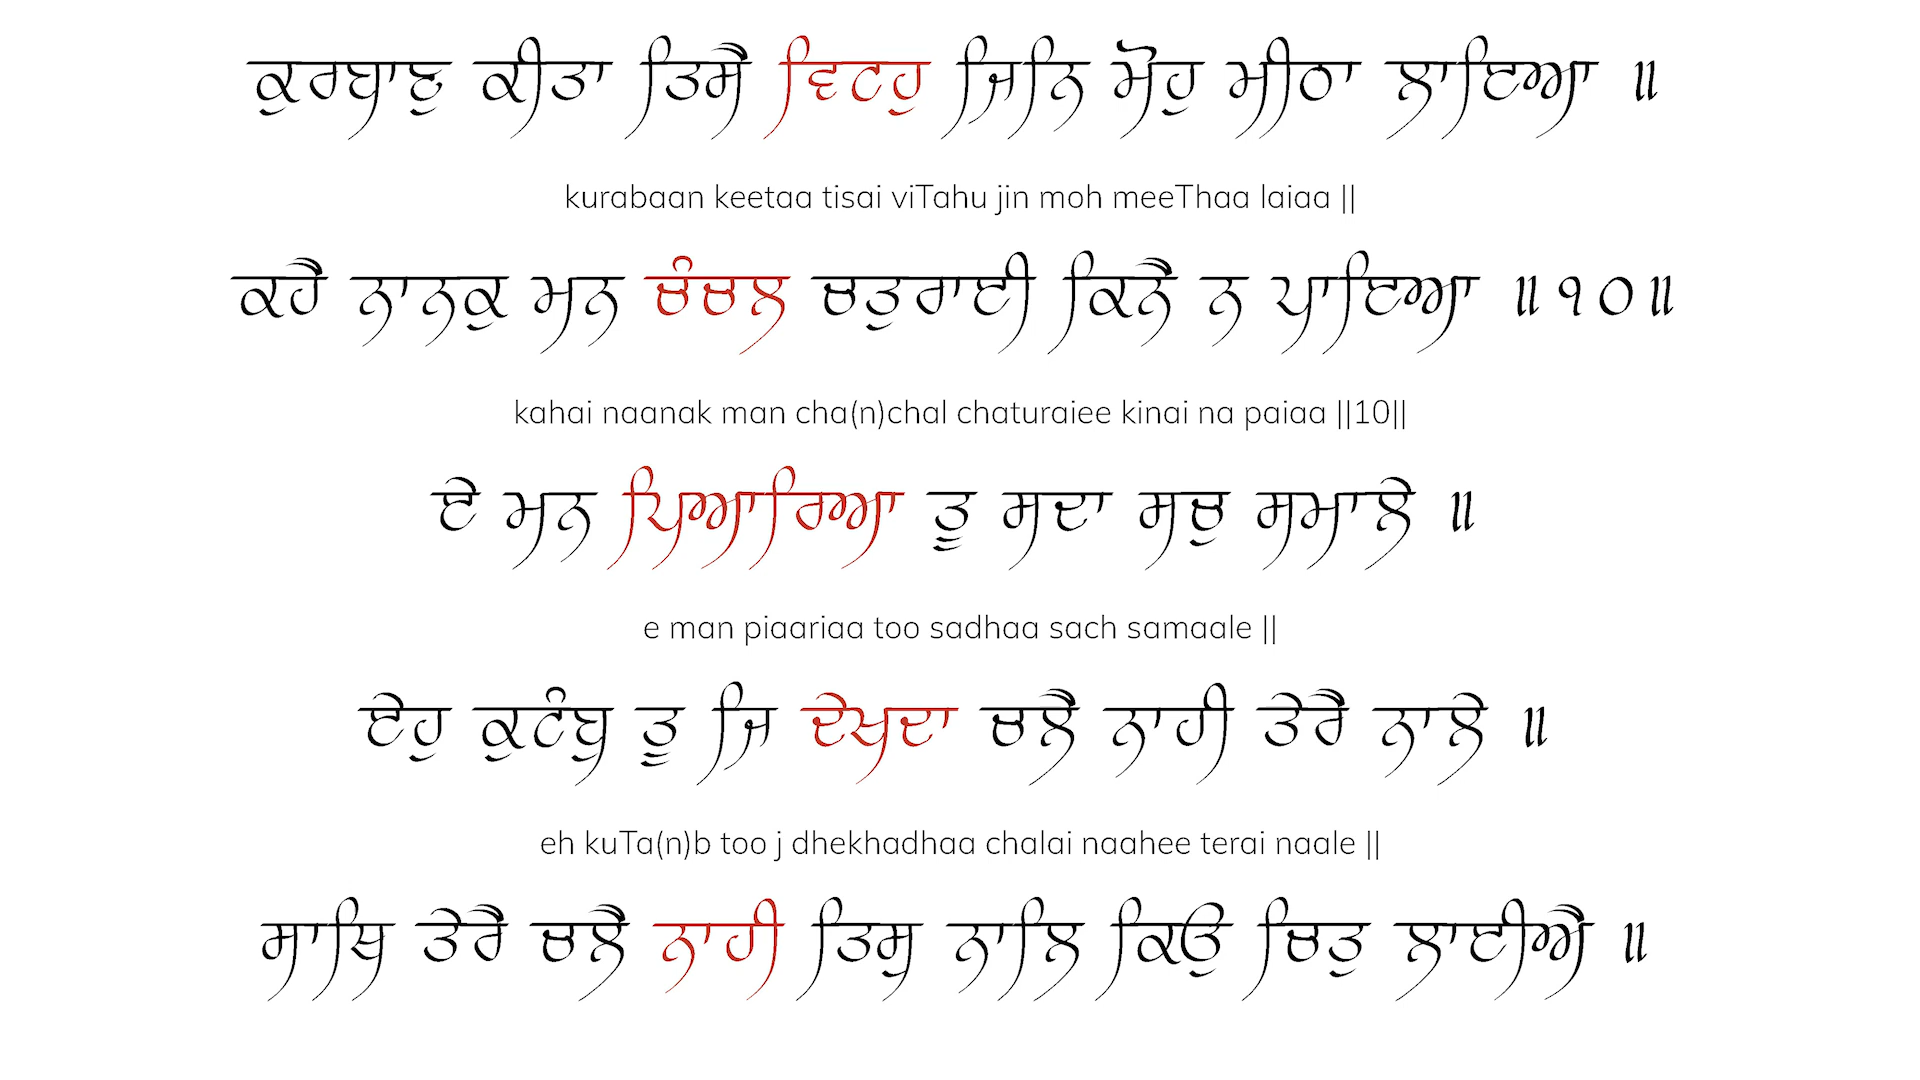 ਕੁਰਬਾਣੁ ਕੀਤਾ ਤਿਸੈ ਵਿਟਹੁ ਜਿਨਿ ਮੋਹੁ ਮੀਠਾ ਲਾਇਆ ॥
kurabaan keetaa tisai viTahu jin moh meeThaa laiaa ||
ਕਹੈ ਨਾਨਕੁ ਮਨ ਚੰਚਲ ਚਤੁਰਾਈ ਕਿਨੈ ਨ ਪਾਇਆ ॥੧੦॥
kahai naanak man cha(n)chal chaturaiee kinai na paiaa ||10||
ਏ ਮਨ ਪਿਆਰਿਆ ਤੂ ਸਦਾ ਸਚੁ ਸਮਾਲੇ ॥
e man piaariaa too sadhaa sach samaale ||
ਏਹੁ ਕੁਟੰਬੁ ਤੂ ਜਿ ਦੇਖਦਾ ਚਲੈ ਨਾਹੀ ਤੇਰੈ ਨਾਲੇ ॥
eh kuTa(n)b too j dhekhadhaa chalai naahee terai naale ||
ਸਾਥਿ ਤੇਰੈ ਚਲੈ ਨਾਹੀ ਤਿਸੁ ਨਾਲਿ ਕਿਉ ਚਿਤੁ ਲਾਈਐ ॥